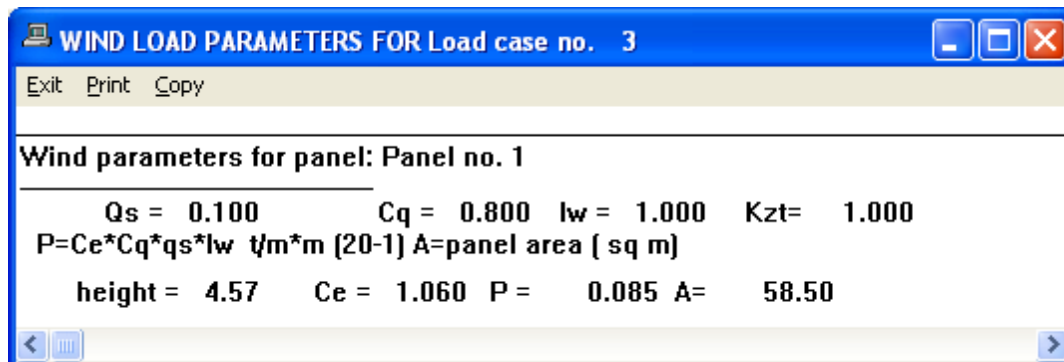 WIND LOAD PARAMETERS FOR Load case no. 3
Exit Print Copy
Wind parameters for panel: Panel no. 1
Qs = 0.100 Cq = 0.800 Iw = 1.000 Kzt= 1.000
P=Ce*Cq*qs*Iw t/m*m (20-1) A=panel area ( sq m)
height = 4.57 Ce = 1.060 P = 0.085 A= 58.50